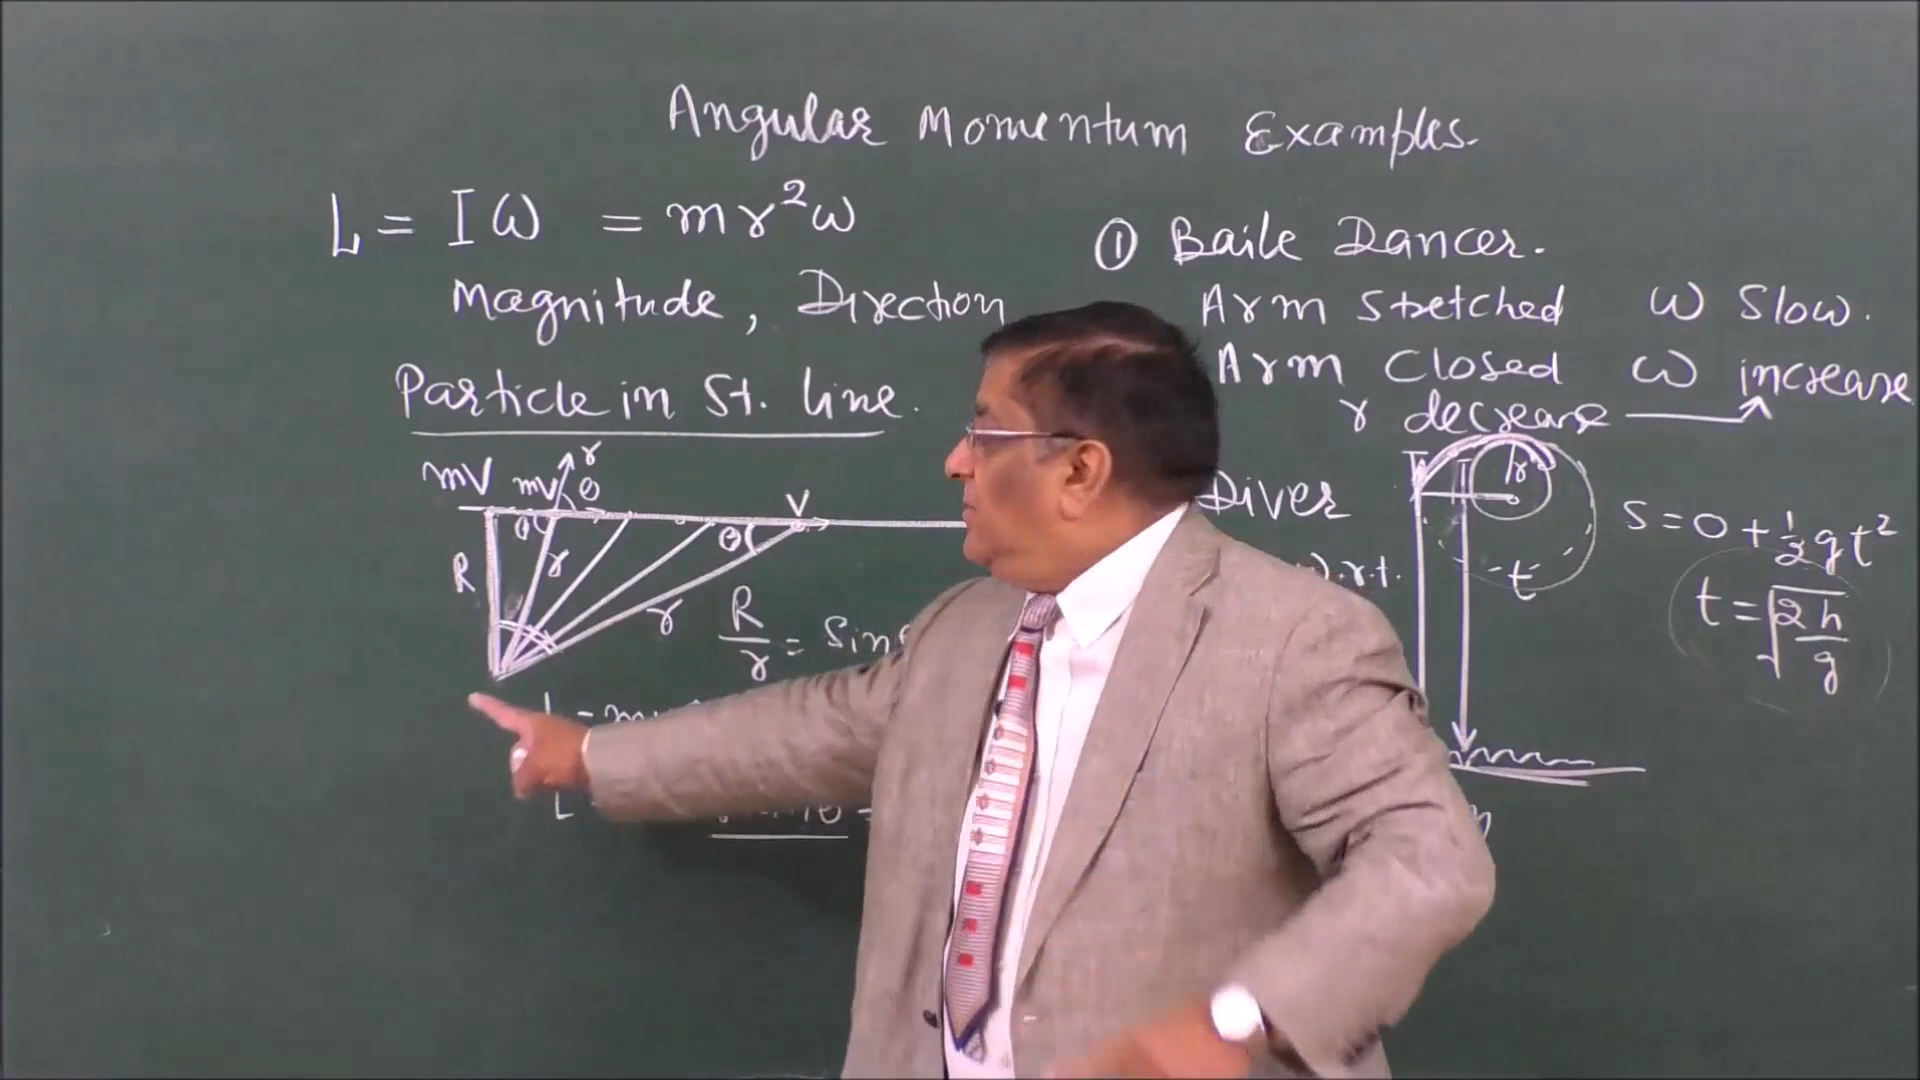 Angular Momentum Examples.
L = Iω = mr²ω
Magnitude, Direction
Particle in St. line.
mV mV θ r
V
θ r θ
R
r
R/r = Sin
L = m
L
① Baile Dancer.
Arm Stretched ω Slow.
Arm Closed ω increase
r decrease
Diver
r
w.r.t.
t
S = 0 + ½gt²
t = √2h/g